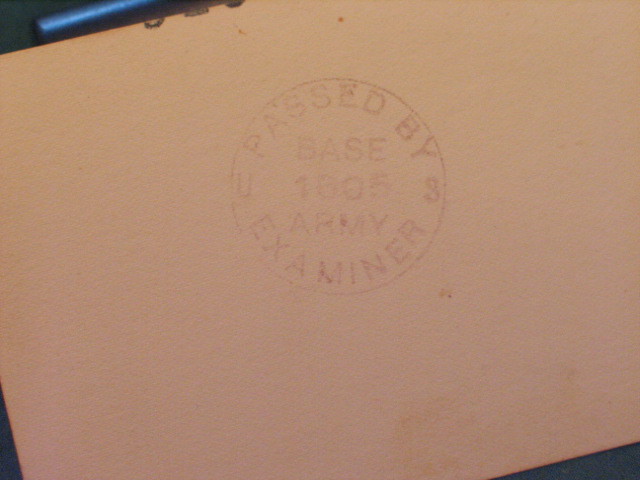 PASSED BY
BASE
U 1605 S
ARMY
EXAMINER